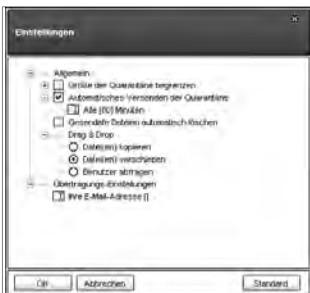 Einstellungen
Allgemein
Größe der Quarantäne begrenzen
Automatisches Versenden der Quarantäne
Alle [60] Minuten
Gesendete Dateien automatisch löschen
Drag & Drop
Datei(en) kopieren
Datei(en) verschieben
Benutzer abfragen
Übertragungs-Einstellungen
Ihre E-Mail-Adresse []
OK
Abbrechen
Standard